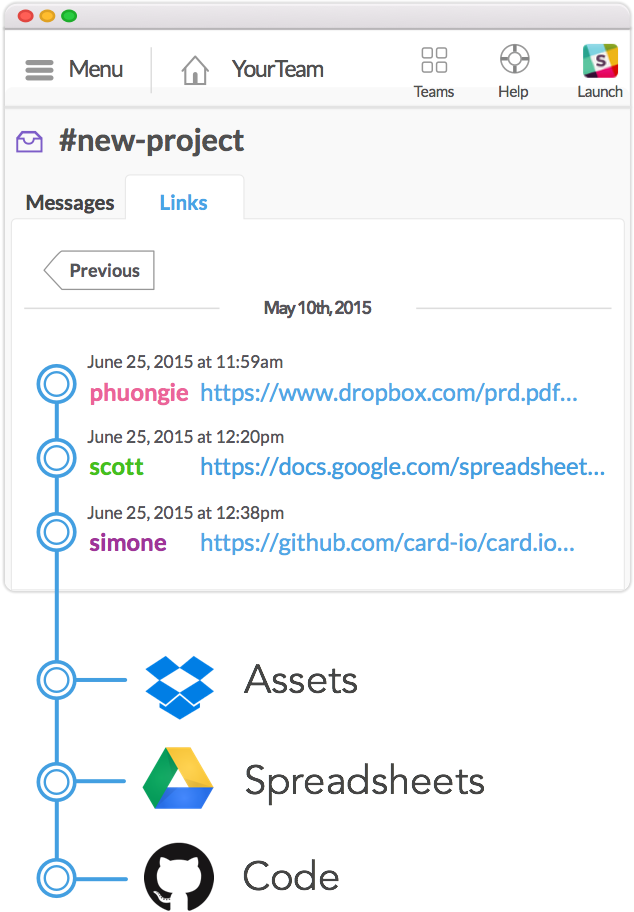 Menu YourTeam Teams Help S Launch
#new-project
Messages Links
Previous
May 10th, 2015
June 25, 2015 at 11:59am
phuongie https://www.dropbox.com/prd.pdf...
June 25, 2015 at 12:20pm
scott https://docs.google.com/spreadsheet...
June 25, 2015 at 12:38pm
simone https://github.com/card-io/card.io...
Assets
Spreadsheets
Code